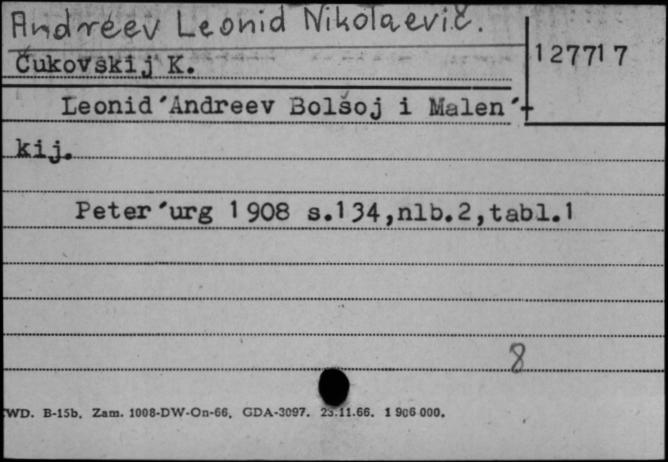 Andréev Leonid Nikolaevič.
Čukovskij K.
127717
Leonid ´Andreev Bolšoj i Malen´-
kij.
Peter´urg 1908 s.134,nlb.2,tabl.1
8
WD. B-15b, Zam. 1008-DW-On-66, GDA-3097. 23.11.66. 1 906 000.